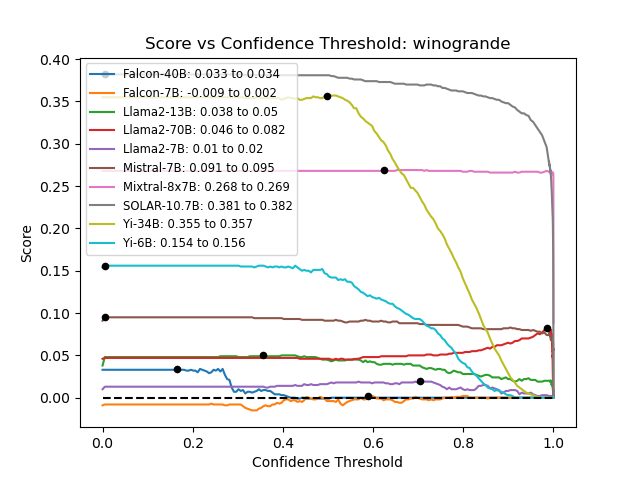 Score vs Confidence Threshold: winogrande
0.40
0.35
0.30
0.25
0.20
0.15
0.10
0.05
0.00
Score
Falcon-40B: 0.033 to 0.034
Falcon-7B: -0.009 to 0.002
Llama2-13B: 0.038 to 0.05
Llama2-70B: 0.046 to 0.082
Llama2-7B: 0.01 to 0.02
Mistral-7B: 0.091 to 0.095
Mixtral-8x7B: 0.268 to 0.269
SOLAR-10.7B: 0.381 to 0.382
Yi-34B: 0.355 to 0.357
Yi-6B: 0.154 to 0.156
0.0 0.2 0.4 0.6 0.8 1.0
Confidence Threshold